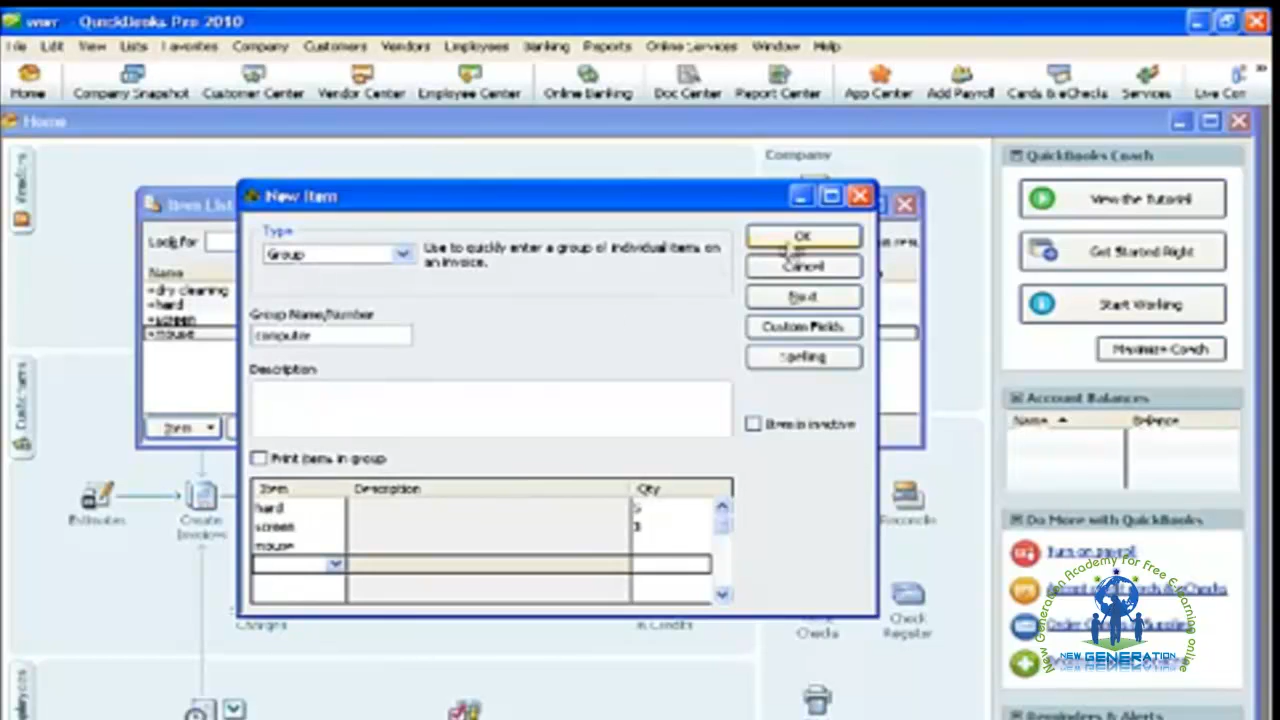 QuickBooks Pro 2010
File Edit View Lists Favorites Company Customers Vendors Employees Banking Reports Online Services Window Help
Home Company Snapshot Customer Center Vendor Center Employee Center Online Banking Doc Center Report Center App Center Add Payroll Cards & eChecks Services Live Com
Home
Vendors
Customers
Company
Item List
Look for
Name
dry cleaning
hard
screen
mouse
Item
New Item
Type
Group
Use to quickly enter a group of individual items on
an invoice.
OK
Cancel
Next
Custom Fields
Spelling
Group Name/Number
computer
Description
Item is inactive
Print items in group
Item Description Qty
hard 5
screen 3
mouse
Estimates
Create
Invoices
Charges
Reconcile
Checks
Check
Register
QuickBooks Coach
View the Tutorial
Get Started Right
Start Working
Maximize Coach
Account Balances
Name Balance
Do More with QuickBooks
Turn on payroll
Reminders & Alerts
New Generation Academy For Free E-Learning online
NEW GENERATION